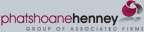 phatshoanehenney
GROUP OF ASSOCIATED FIRMS